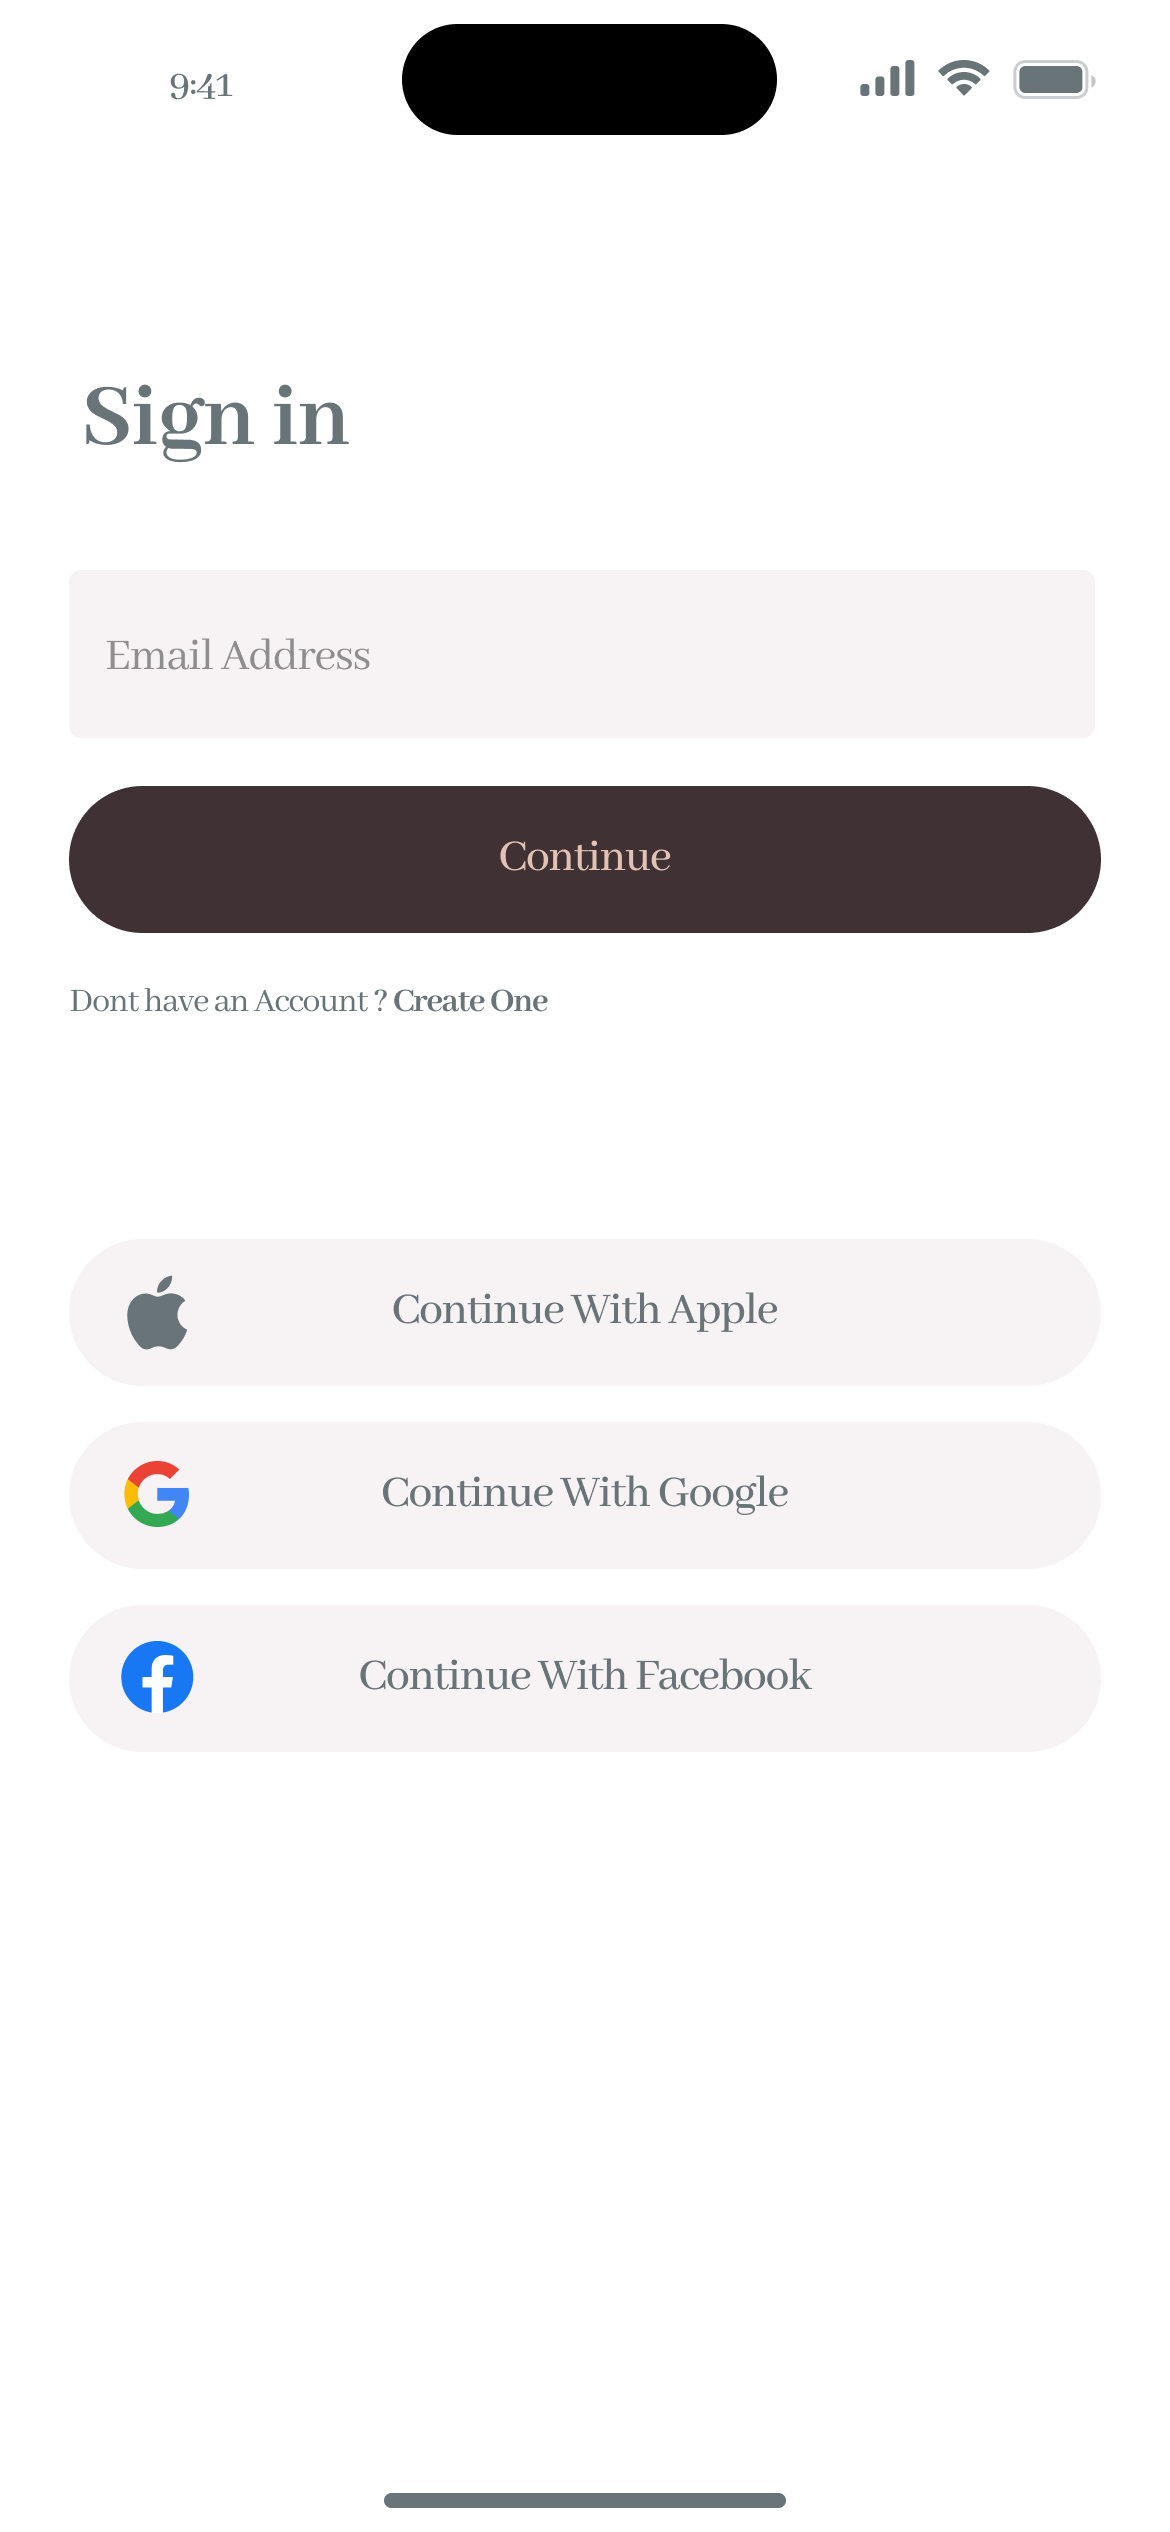 9:41
Sign in
Email Address
Continue
Dont have an Account ? Create One
Continue With Apple
Continue With Google
Continue With Facebook